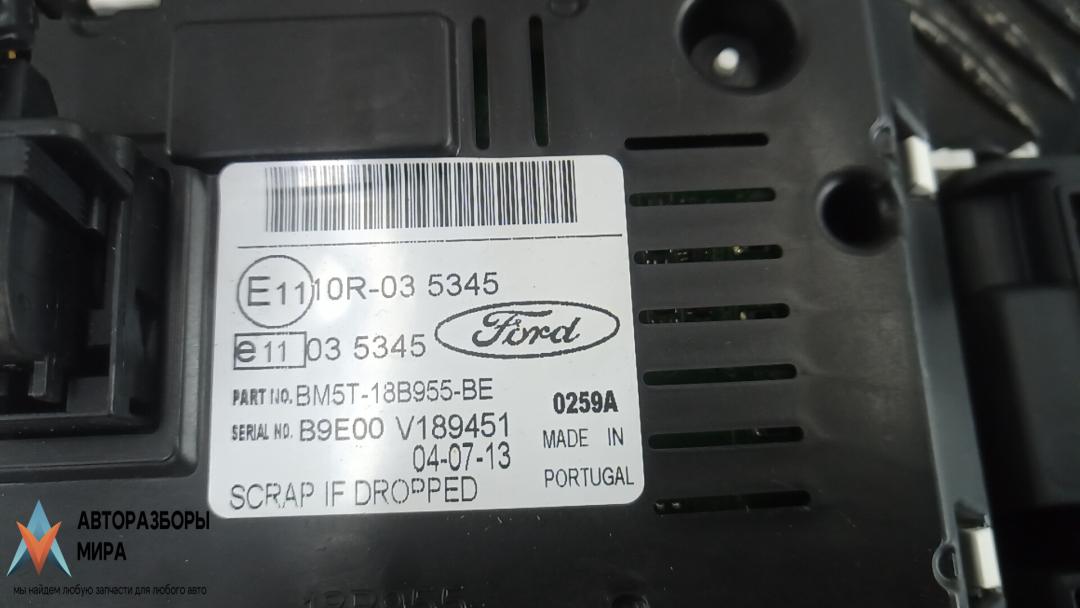 E11 10R-03 5345
e11 03 5345
Ford
PART NO. BM5T-18B955-BE
0259A
SERIAL NO. B9E00 V189451
04-07-13
MADE IN
PORTUGAL
SCRAP IF DROPPED
АВТОРАЗБОРЫ
МИРА
мы найдем любую запчасти для любого авто
18B955